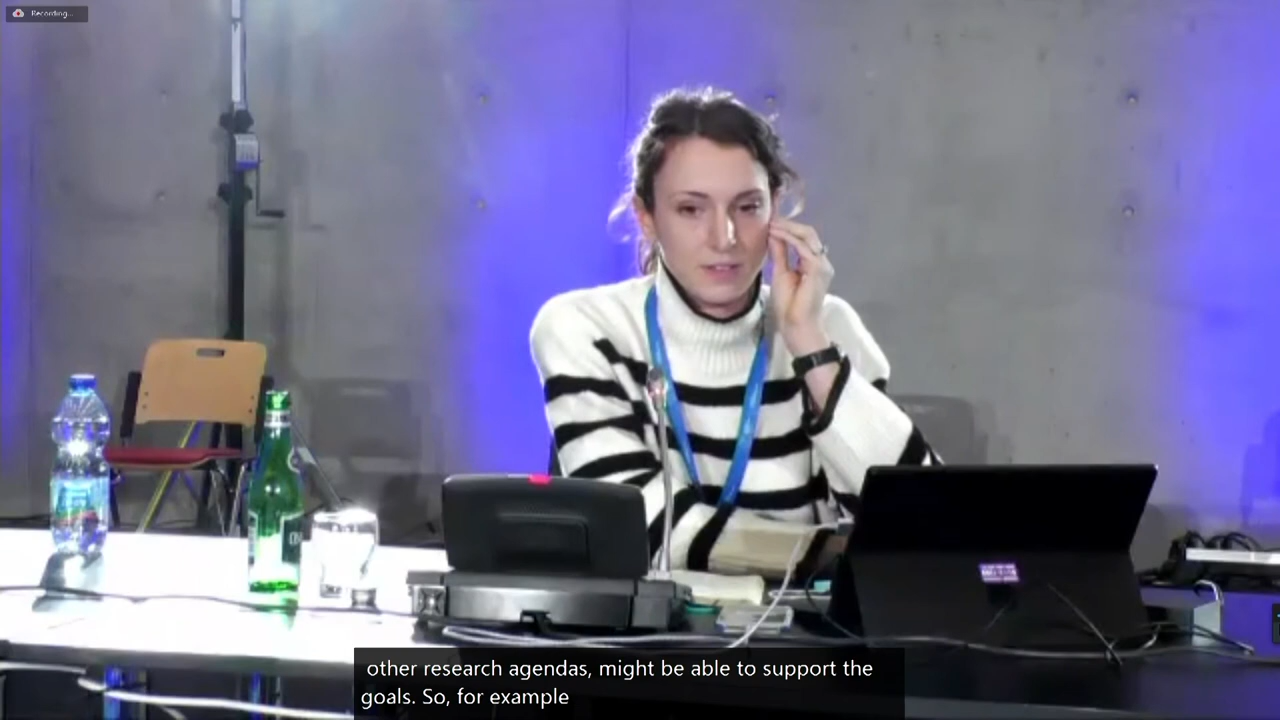 Recording...
other research agendas, might be able to support the
goals. So, for example